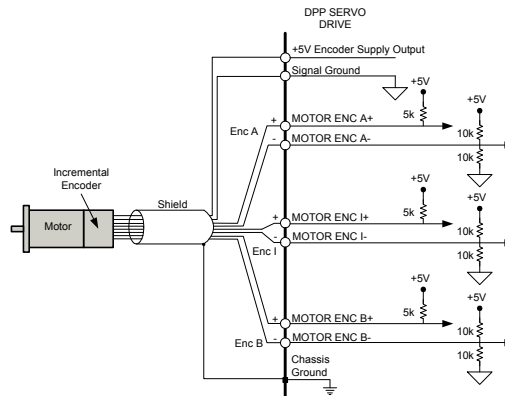 DPP SERVO
DRIVE
+5V Encoder Supply Output
Signal Ground
+5V
+5V
Enc A
+
MOTOR ENC A+
5k
10k
-
MOTOR ENC A-
10k
Incremental
Encoder
Shield
Motor
+5V
+5V
+
MOTOR ENC I+
5k
10k
Enc I
-
MOTOR ENC I-
10k
+5V
+5V
+
MOTOR ENC B+
5k
10k
Enc B
-
MOTOR ENC B-
10k
Chassis
Ground